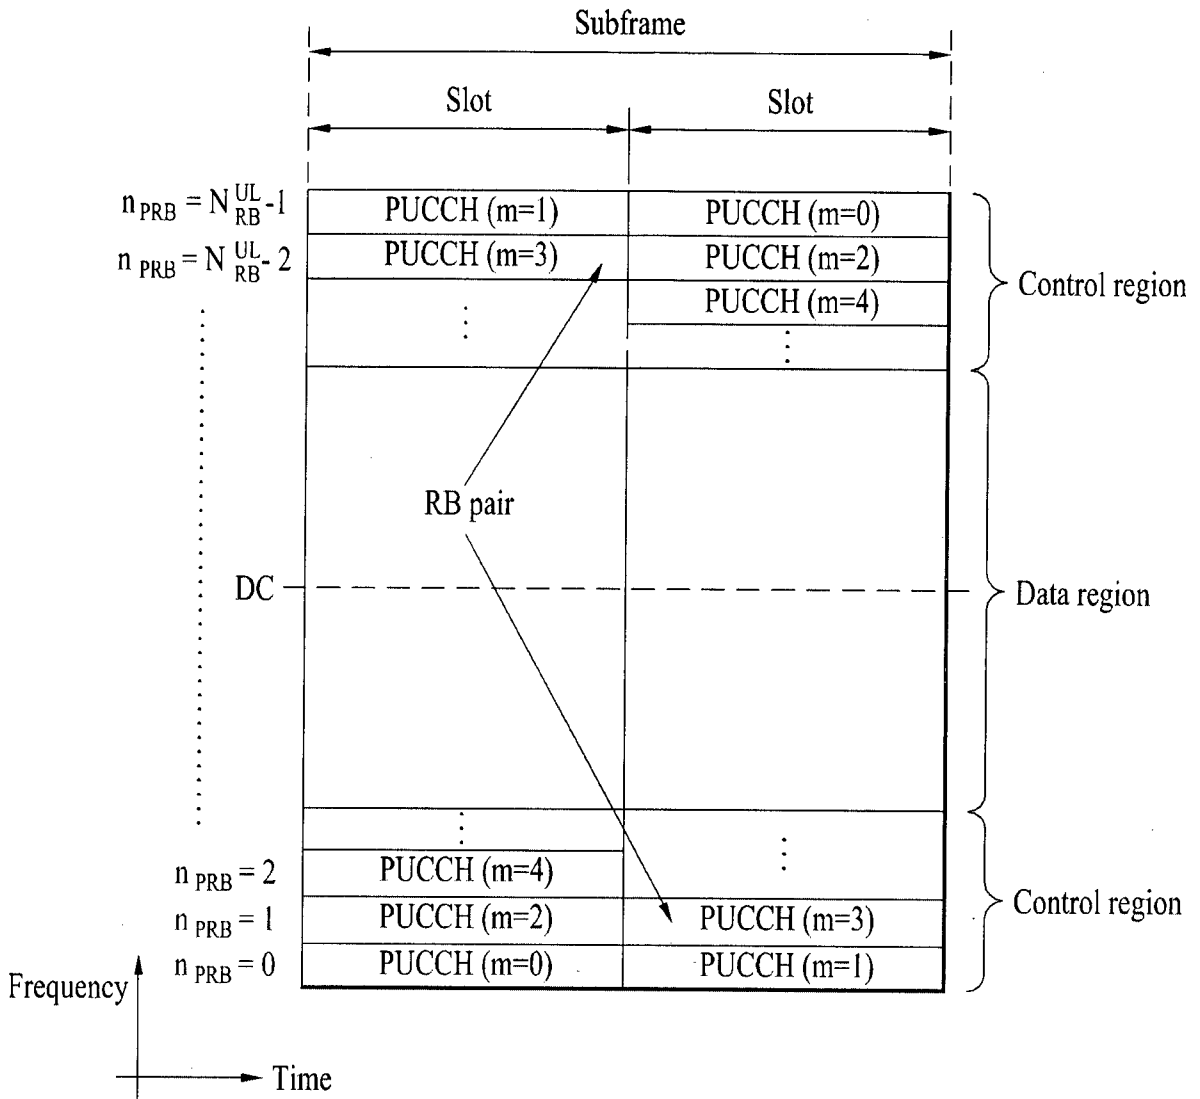 Subframe
Slot Slot
n PRB = N UL RB -1 PUCCH (m=1) PUCCH (m=0)
n PRB = N UL RB - 2 PUCCH (m=3) PUCCH (m=2)
PUCCH (m=4)
Control region
RB pair
DC
Data region
n PRB = 2 PUCCH (m=4)
n PRB = 1 PUCCH (m=2) PUCCH (m=3)
Control region
n PRB = 0 PUCCH (m=0) PUCCH (m=1)
Frequency
Time